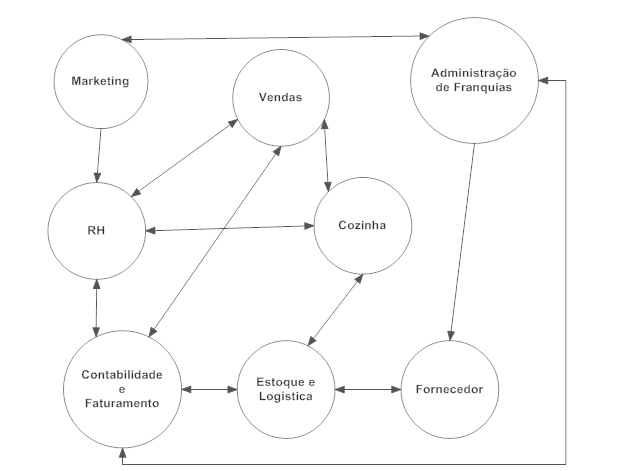 Marketing
Administração
de Franquias
Vendas
RH
Cozinha
Contabilidade
e
Faturamento
Estoque e
Logística
Fornecedor